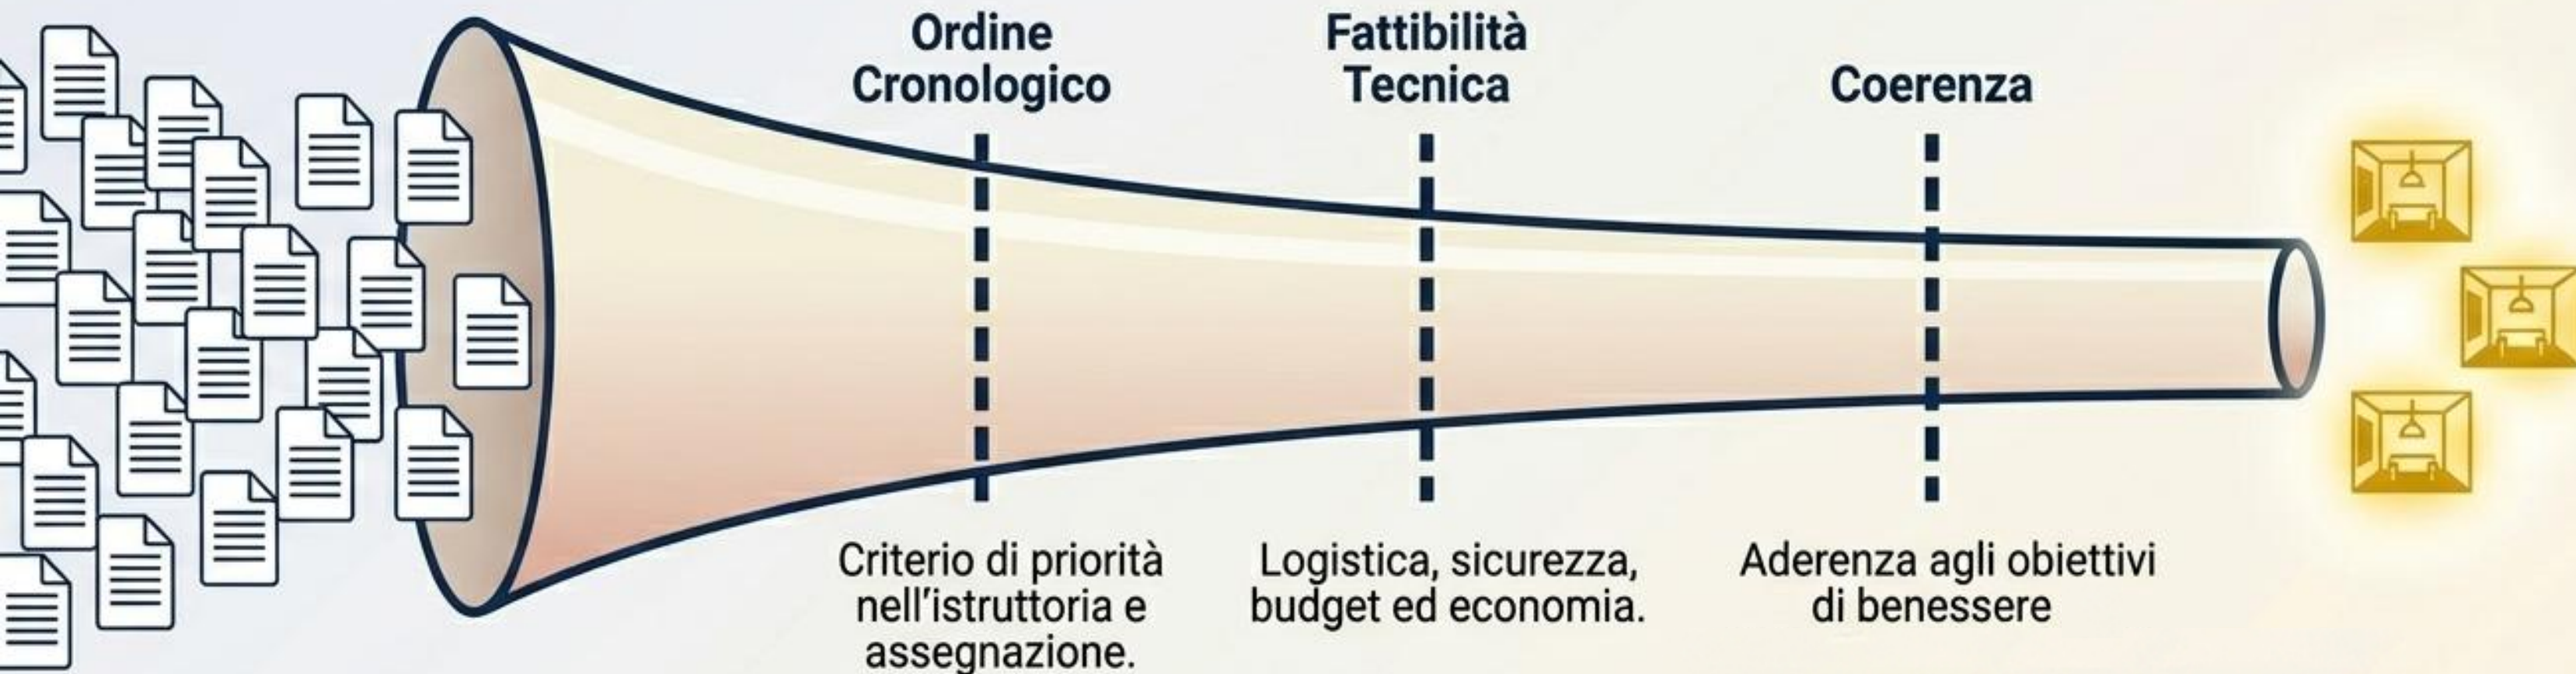 Ordine
Cronologico
Fattibilità
Tecnica
Coerenza
Criterio di priorità
nell'istruttoria e
assegnazione.
Logistica, sicurezza,
budget ed economia.
Aderenza agli obiettivi
di benessere